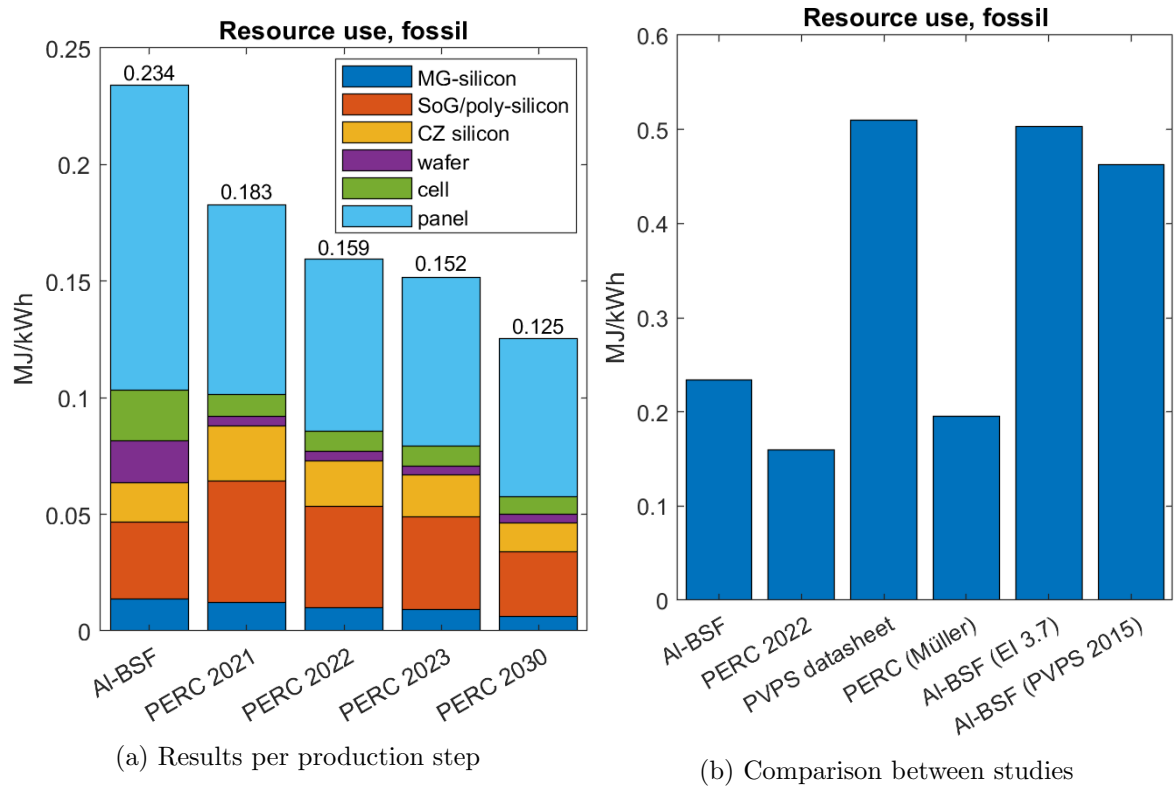 Resource use, fossil
0.25
0.2
0.15
0.1
0.05
0
MJ/kWh
0.234
0.183
0.159
0.152
0.125
MG-silicon
SoG/poly-silicon
CZ silicon
wafer
cell
panel
Al-BSF
PERC 2021
PERC 2022
PERC 2023
PERC 2030
(a) Results per production step
Resource use, fossil
0.6
0.5
0.4
0.3
0.2
0.1
0
MJ/kWh
Al-BSF
PERC 2022
PVPS datasheet
PERC (Müller)
Al-BSF (EI 3.7)
Al-BSF (PVPS 2015)
(b) Comparison between studies